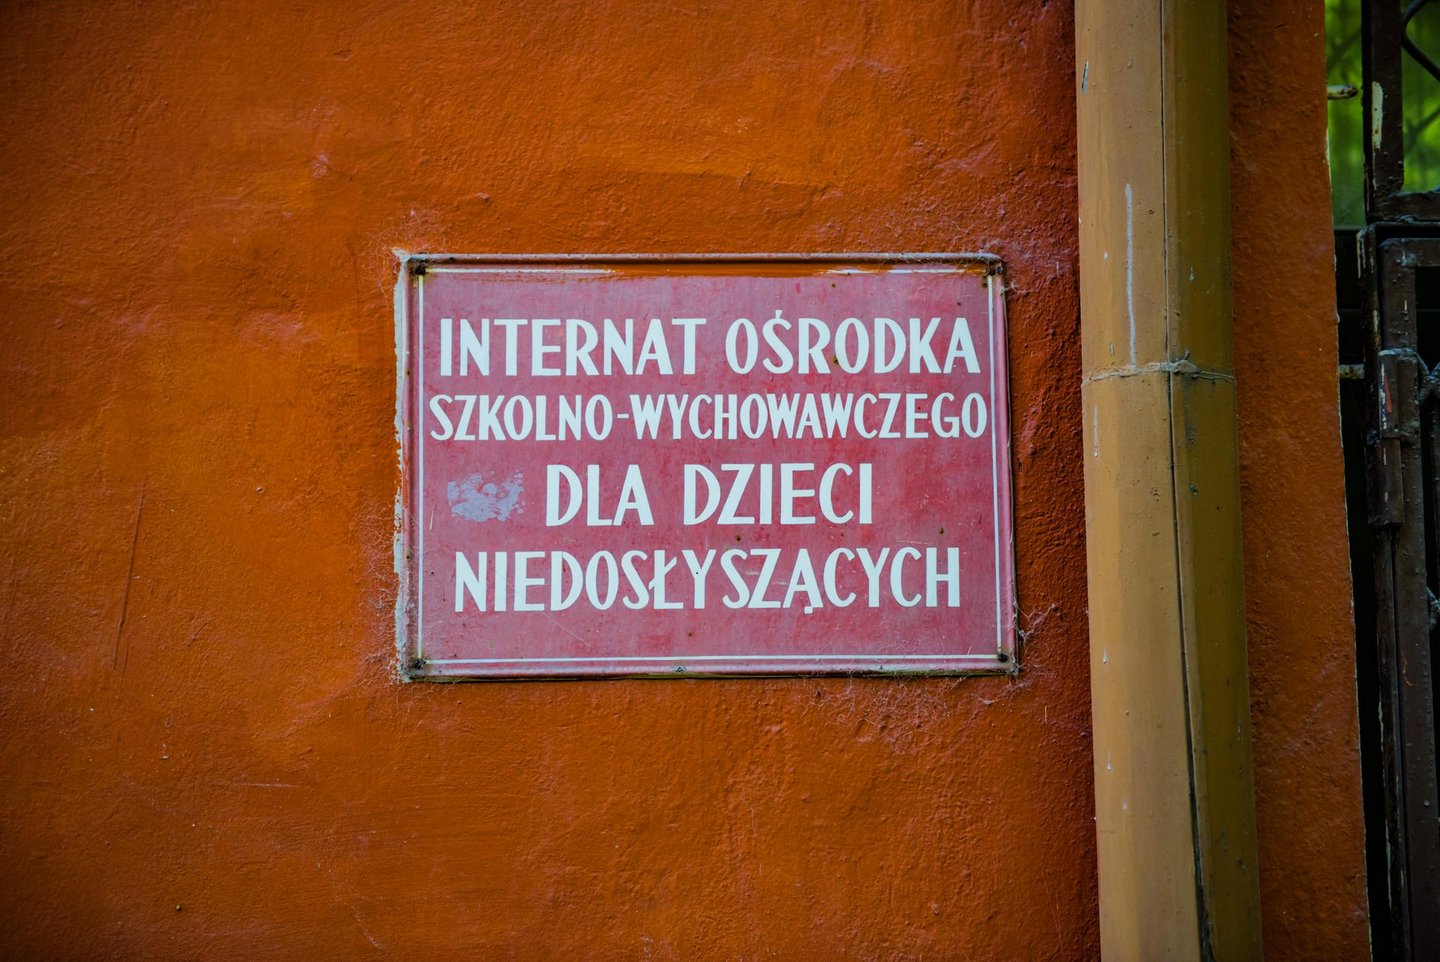 INTERNAT OŚRODKA
SZKOLNO-WYCHOWAWCZEGO
DLA DZIECI
NIEDOSŁYSZĄCYCH